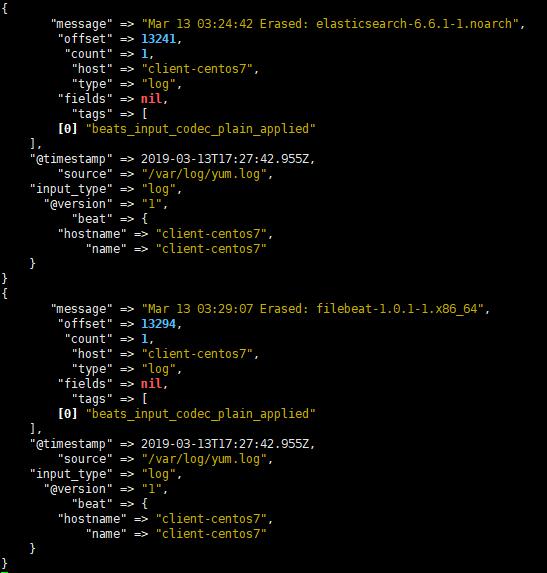 {
"message" => "Mar 13 03:24:42 Erased: elasticsearch-6.6.1-1.noarch",
"offset" => 13241,
"count" => 1,
"host" => "client-centos7",
"type" => "log",
"fields" => nil,
"tags" => [
[0] "beats_input_codec_plain_applied"
],
"@timestamp" => 2019-03-13T17:27:42.955Z,
"source" => "/var/log/yum.log",
"input_type" => "log",
"@version" => "1",
"beat" => {
"hostname" => "client-centos7",
"name" => "client-centos7"
}
}
{
"message" => "Mar 13 03:29:07 Erased: filebeat-1.0.1-1.x86_64",
"offset" => 13294,
"count" => 1,
"host" => "client-centos7",
"type" => "log",
"fields" => nil,
"tags" => [
[0] "beats_input_codec_plain_applied"
],
"@timestamp" => 2019-03-13T17:27:42.955Z,
"source" => "/var/log/yum.log",
"input_type" => "log",
"@version" => "1",
"beat" => {
"hostname" => "client-centos7",
"name" => "client-centos7"
}
}